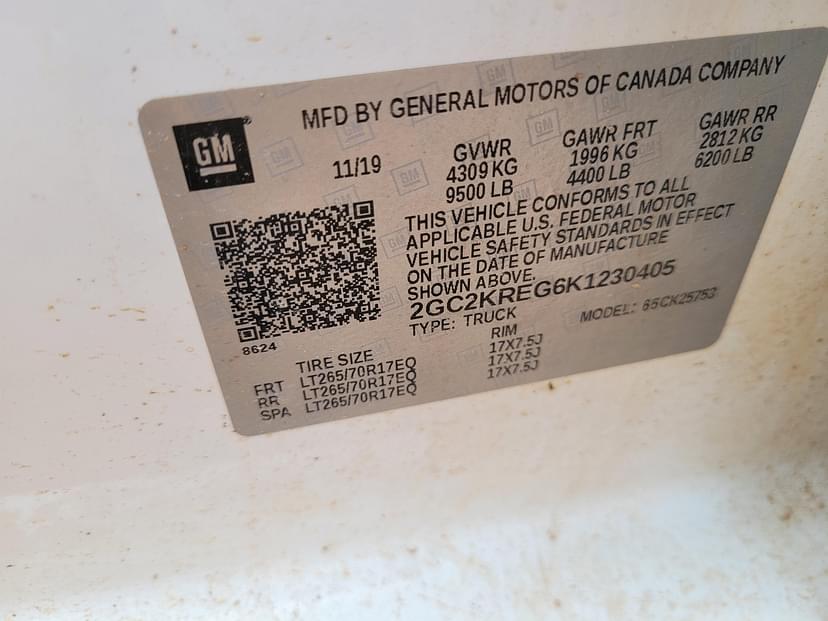 MFD BY GENERAL MOTORS OF CANADA COMPANY
GM
11/19
GVWR
4309 KG
9500 LB
GAWR FRT
1996 KG
4400 LB
GAWR RR
2812 KG
6200 LB
THIS VEHICLE CONFORMS TO ALL
APPLICABLE U.S. FEDERAL MOTOR
VEHICLE SAFETY STANDARDS IN EFFECT
ON THE DATE OF MANUFACTURE
SHOWN ABOVE.
2GC2KREG6K1230405
TYPE: TRUCK
MODEL: 65CK25753
8624
TIRE SIZE RIM
FRT LT265/70R17EQ 17X7.5J
RR LT265/70R17EQ 17X7.5J
SPA LT265/70R17EQ 17X7.5J